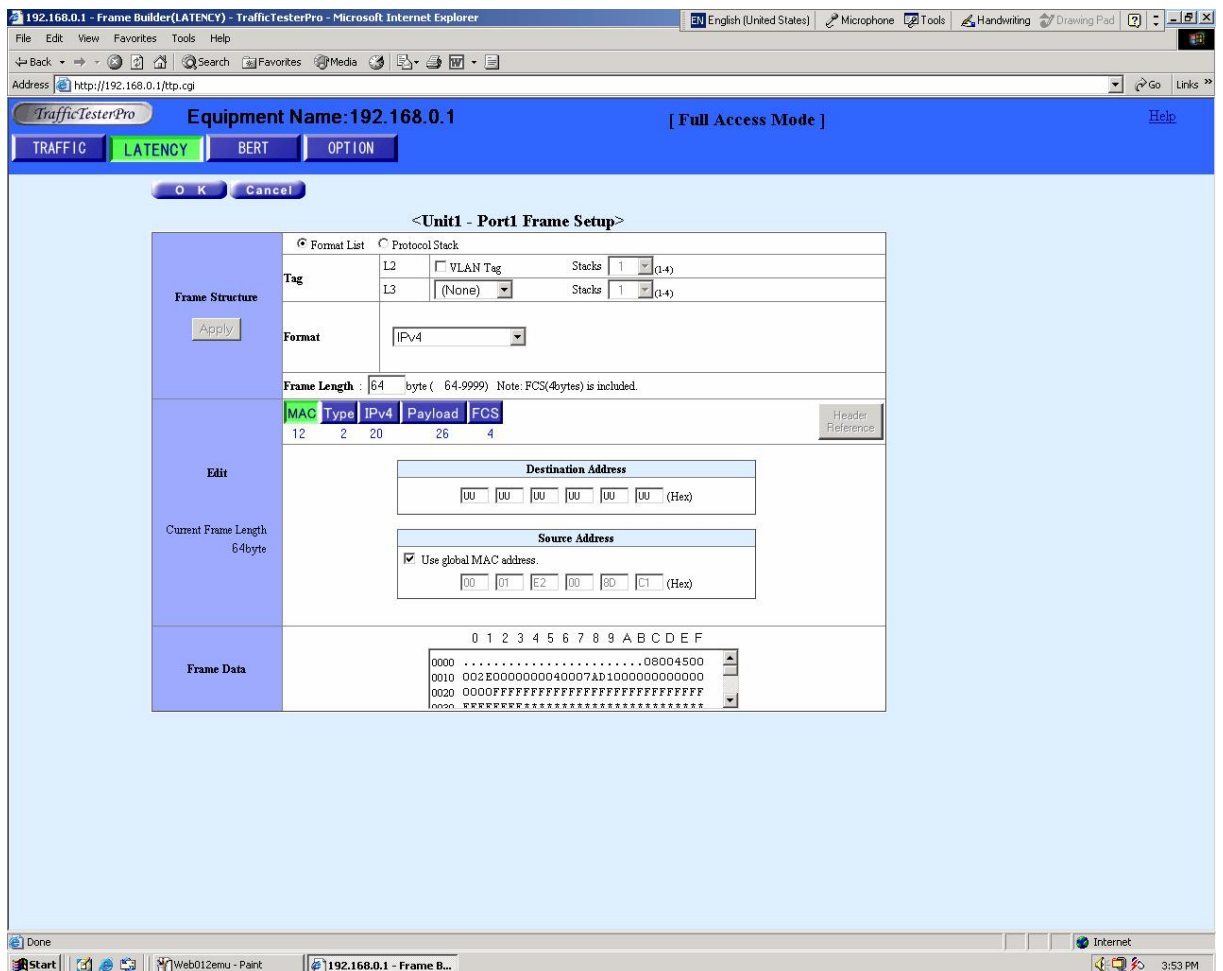 192.168.0.1 - Frame Builder(LATENCY) - TrafficTesterPro - Microsoft Internet Explorer
EN English (United States) Microphone Tools Handwriting Drawing Pad
File Edit View Favorites Tools Help
Back Search Favorites Media
Address http://192.168.0.1/ttp.cgi Go Links »
TrafficTesterPro Equipment Name:192.168.0.1 [ Full Access Mode ] Help
TRAFFIC LATENCY BERT OPTION
O K Cancel
<Unit1 - Port1 Frame Setup>
Format List Protocol Stack
Tag L2 VLAN Tag Stacks 1 (1-4)
L3 (None) Stacks 1 (1-4)
Frame Structure
Apply
Format IPv4
Frame Length : 64 byte ( 64-9999) Note: FCS(4bytes) is included.
MAC Type IPv4 Payload FCS
12 2 20 26 4
Header Reference
Edit
Destination Address
UU UU UU UU UU UU (Hex)
Current Frame Length
64byte
Source Address
Use global MAC address.
00 01 E2 00 8D C1 (Hex)
Frame Data
0 1 2 3 4 5 6 7 8 9 A B C D E F
0000 ........................08004500
0010 002E0000000040007AD1000000000000
0020 0000FFFFFFFFFFFFFFFFFFFFFFFFFFFF
Done Internet
Start Web012emu - Paint 192.168.0.1 - Frame B... 3:53 PM